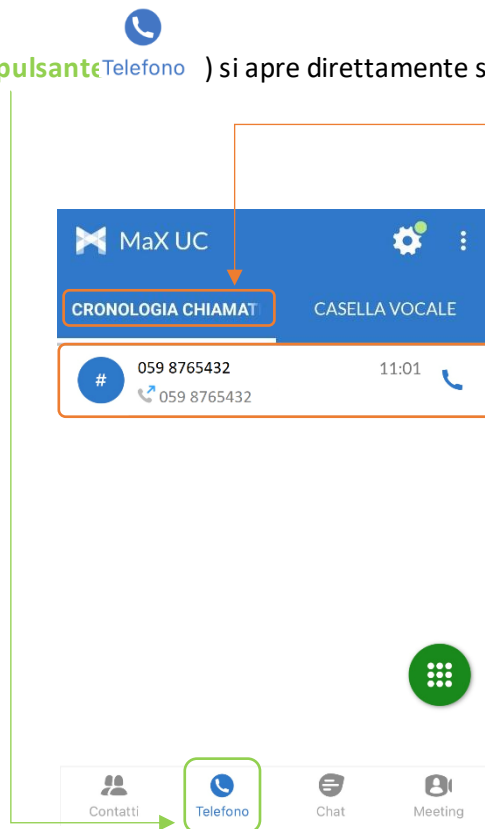 pulsante Telefono ) si apre direttamente s
MaX UC
CRONOLOGIA CHIAMAT
CASELLA VOCALE
# 059 8765432 11:01
059 8765432
Contatti Telefono Chat Meeting